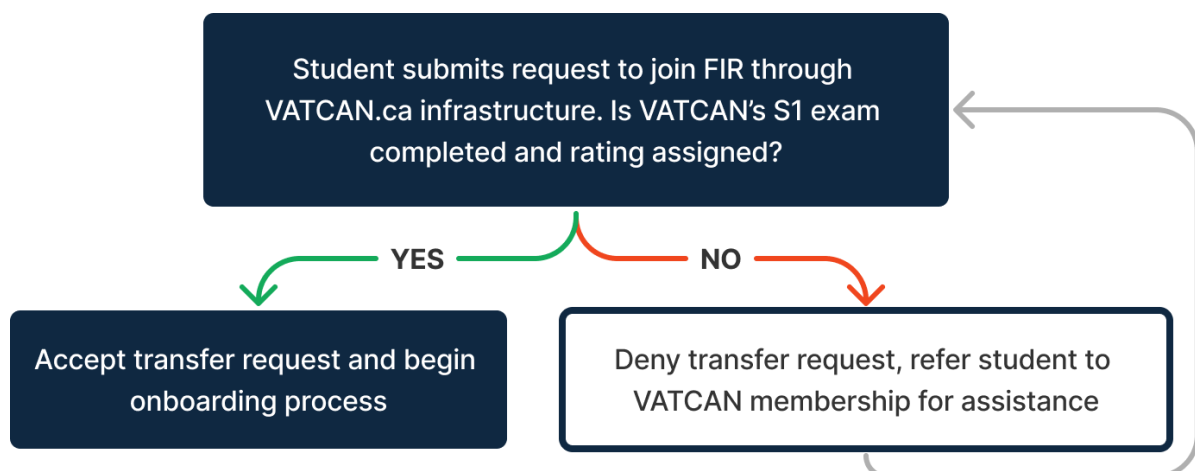 Student submits request to join FIR through
VATCAN.ca infrastructure. Is VATCAN’s S1 exam
completed and rating assigned?
YES
NO
Accept transfer request and begin
onboarding process
Deny transfer request, refer student to
VATCAN membership for assistance